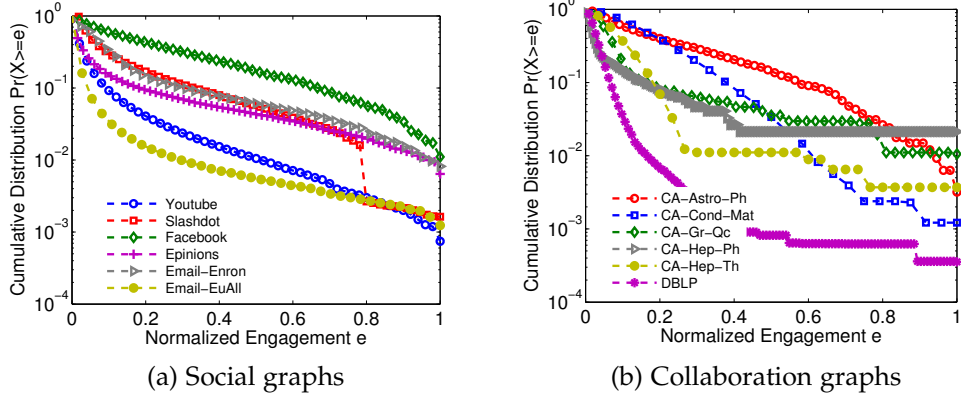 Cumulative Distribution Pr(X>=e)
10^0
10^-1
10^-2
10^-3
10^-4
0 0.2 0.4 0.6 0.8 1
Normalized Engagement e
Youtube
Slashdot
Facebook
Epinions
Email-Enron
Email-EuAll
(a) Social graphs
Cumulative Distribution Pr(X>=e)
10^0
10^-1
10^-2
10^-3
10^-4
0 0.2 0.4 0.6 0.8 1
Normalized Engagement e
CA-Astro-Ph
CA-Cond-Mat
CA-Gr-Qc
CA-Hep-Ph
CA-Hep-Th
DBLP
(b) Collaboration graphs